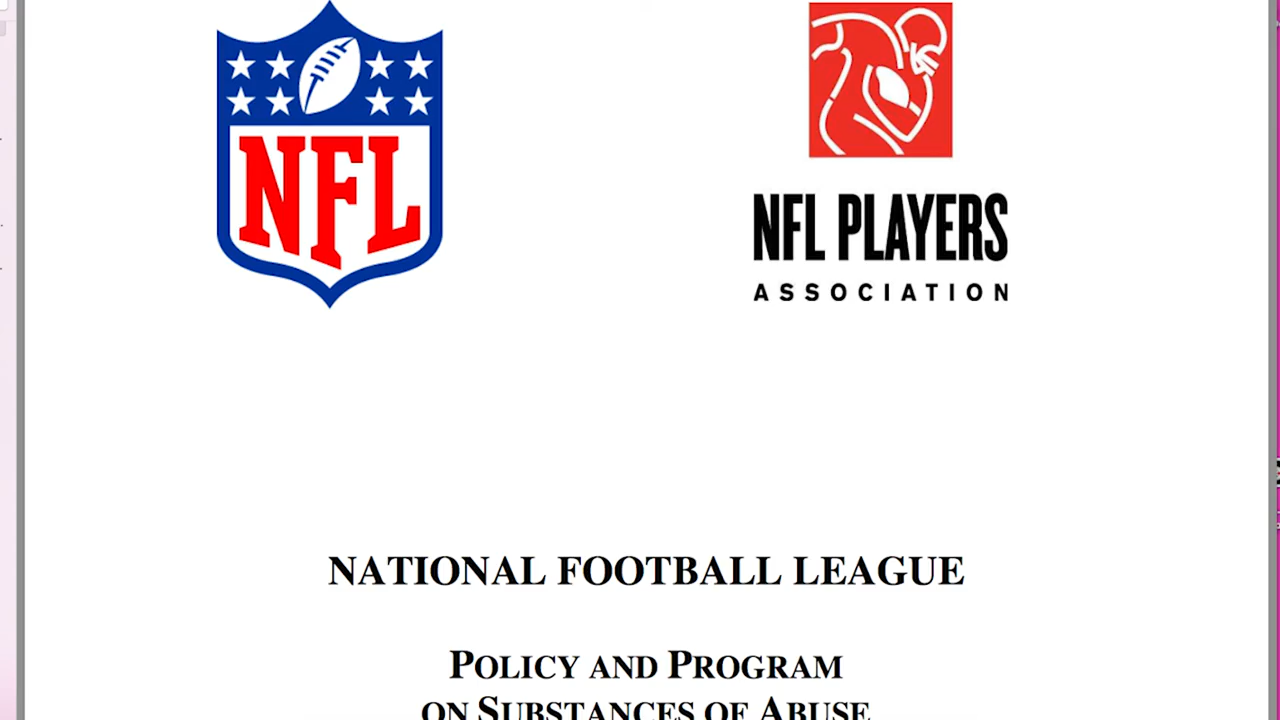 NFL
NFL PLAYERS
ASSOCIATION
NATIONAL FOOTBALL LEAGUE
POLICY AND PROGRAM
ON SUBSTANCES OF ABUSE